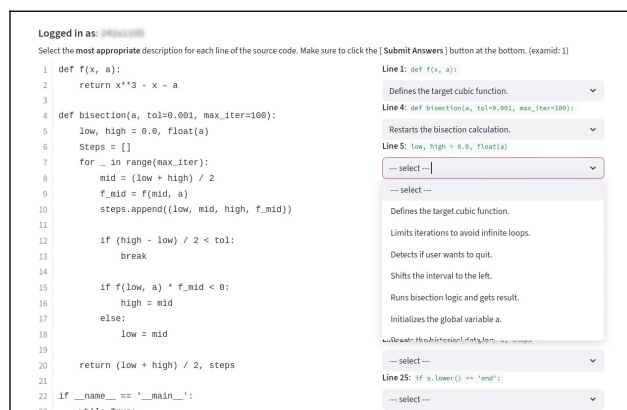 Logged in as:
Select the most appropriate description for each line of the source code. Make sure to click the [ Submit Answers ] button at the bottom. (examid: 1)
1 def f(x, a):
2 return x**3 - x – a
3
4 def bisection(a, tol=0.001, max_iter=100):
5 low, high = 0.0, float(a)
6 Steps = []
7 for _ in range(max_iter):
8 mid = (low + high) / 2
9 f_mid = f(mid, a)
10 steps.append((low, mid, high, f_mid))
11
12 if (high - low) / 2 < tol:
13 break
14
15 if f(low, a) * f_mid < 0:
16 high = mid
17 else:
18 low = mid
19
20 return (low + high) / 2, steps
21
22 if __name__ == '__main__':
Line 1: def f(x, a):
Defines the target cubic function.
Line 4: def bisection(a, tol=0.001, max_iter=100):
Restarts the bisection calculation.
Line 5: low, high = 0.0, float(a)
--- select ---
--- select ---
Defines the target cubic function.
Limits iterations to avoid infinite loops.
Detects if user wants to quit.
Shifts the interval to the left.
Runs bisection logic and gets result.
Initializes the global variable a.
--- select ---
Line 25: if s.lower() == 'end':
--- select ---